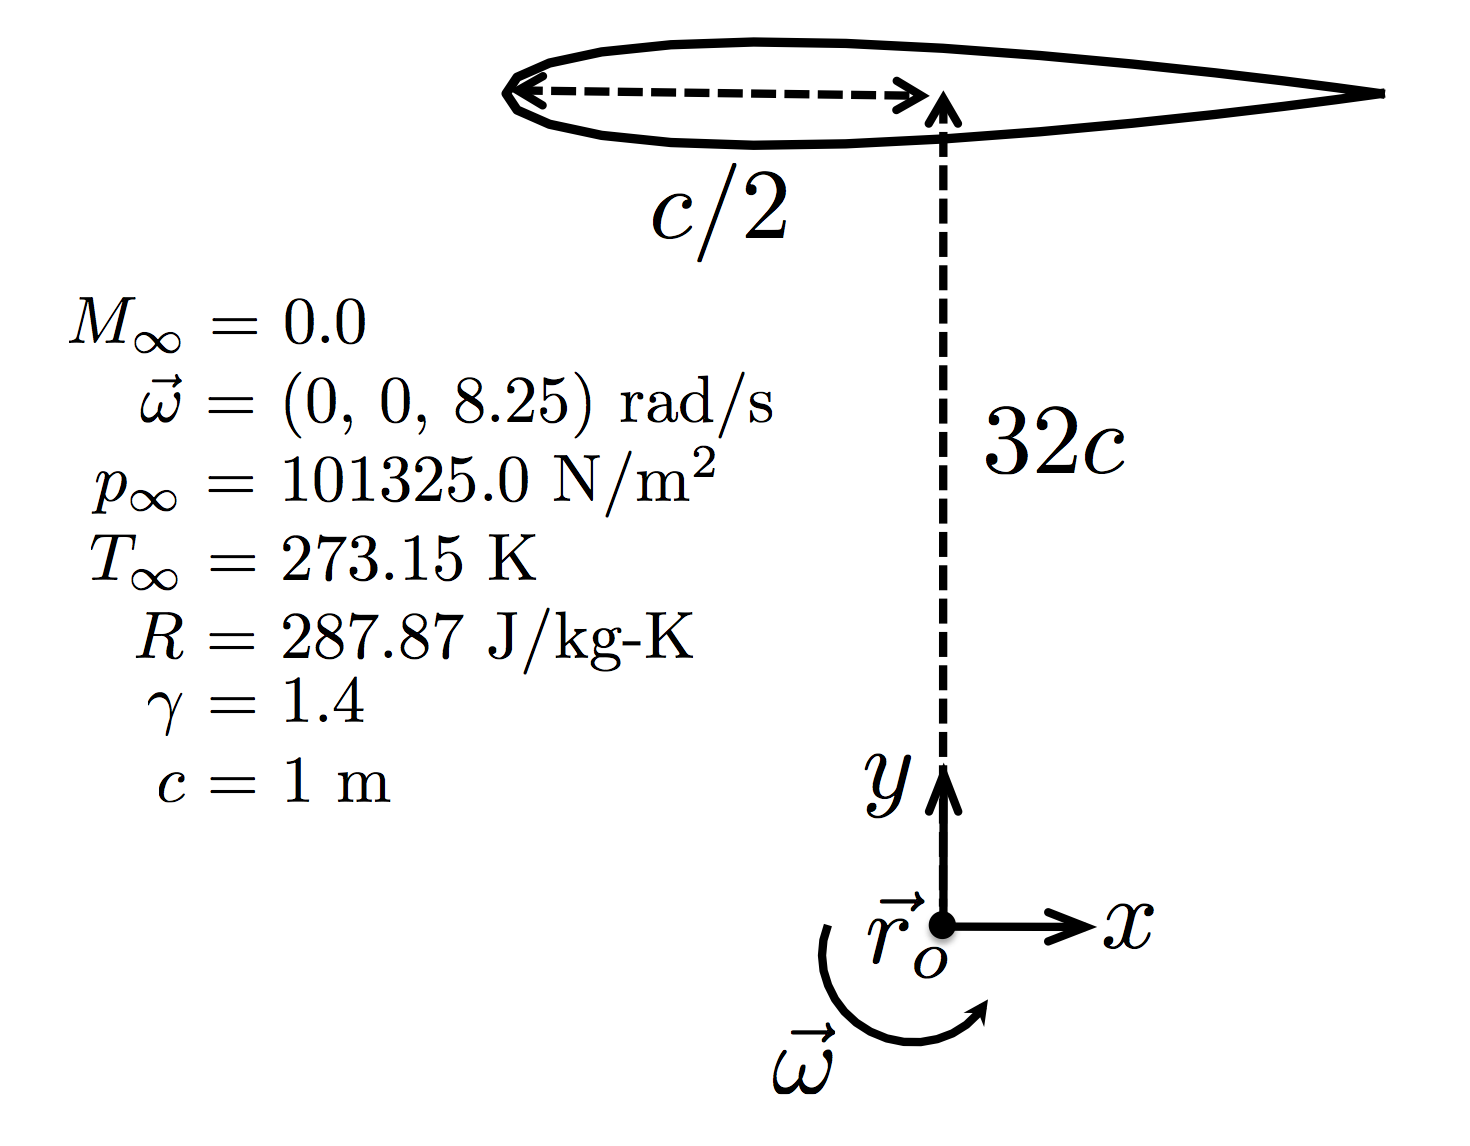 c/2
M∞ = 0.0
ω⃗ = (0, 0, 8.25) rad/s
p∞ = 101325.0 N/m²
T∞ = 273.15 K
R = 287.87 J/kg-K
γ = 1.4
c = 1 m
32c
y
r⃗ₒ
x
ω⃗